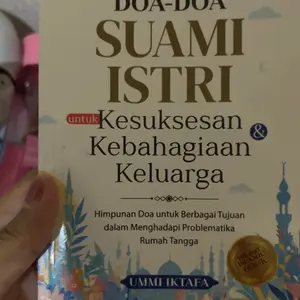 DOA-DOA
SUAMI
ISTRI
untuk Kesuksesan
& Kebahagiaan
Keluarga
Himpunan Doa untuk Berbagai Tujuan
dalam Menghadapi Problematika
Rumah Tangga
UMMI IKTAFA